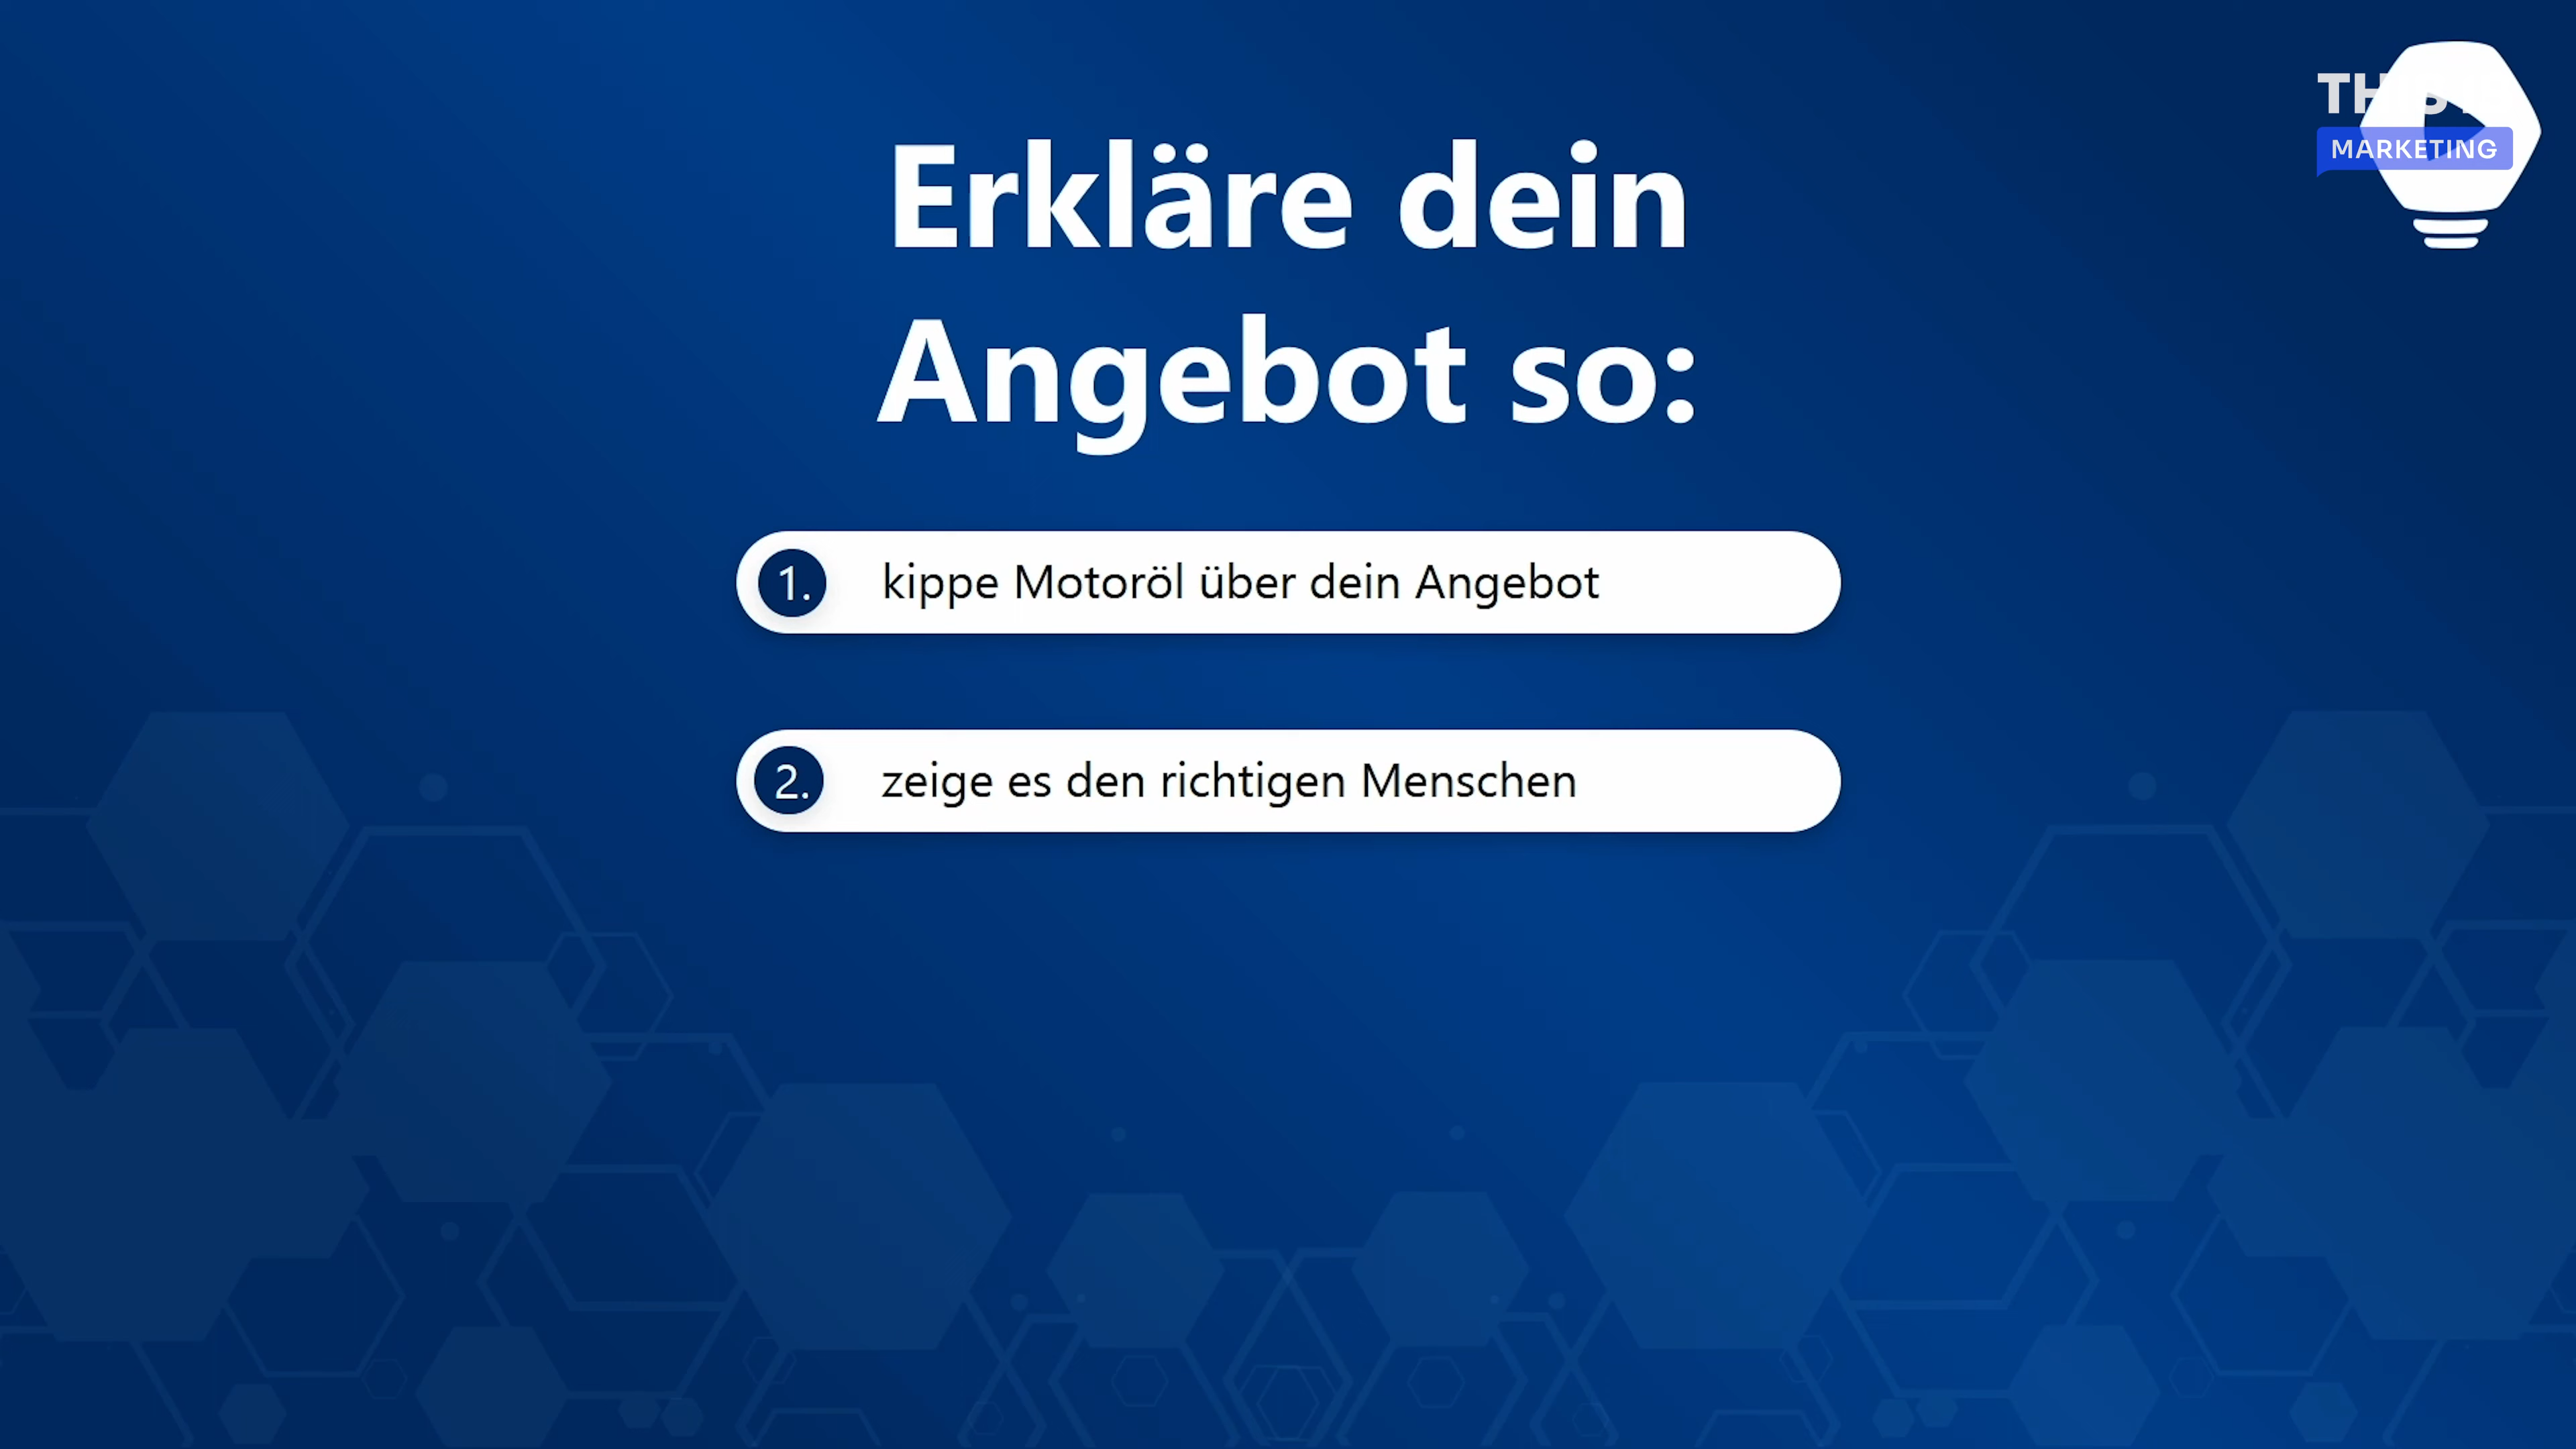 MARKETING
Erkläre dein
Angebot so:
1. kippe Motoröl über dein Angebot
2. zeige es den richtigen Menschen